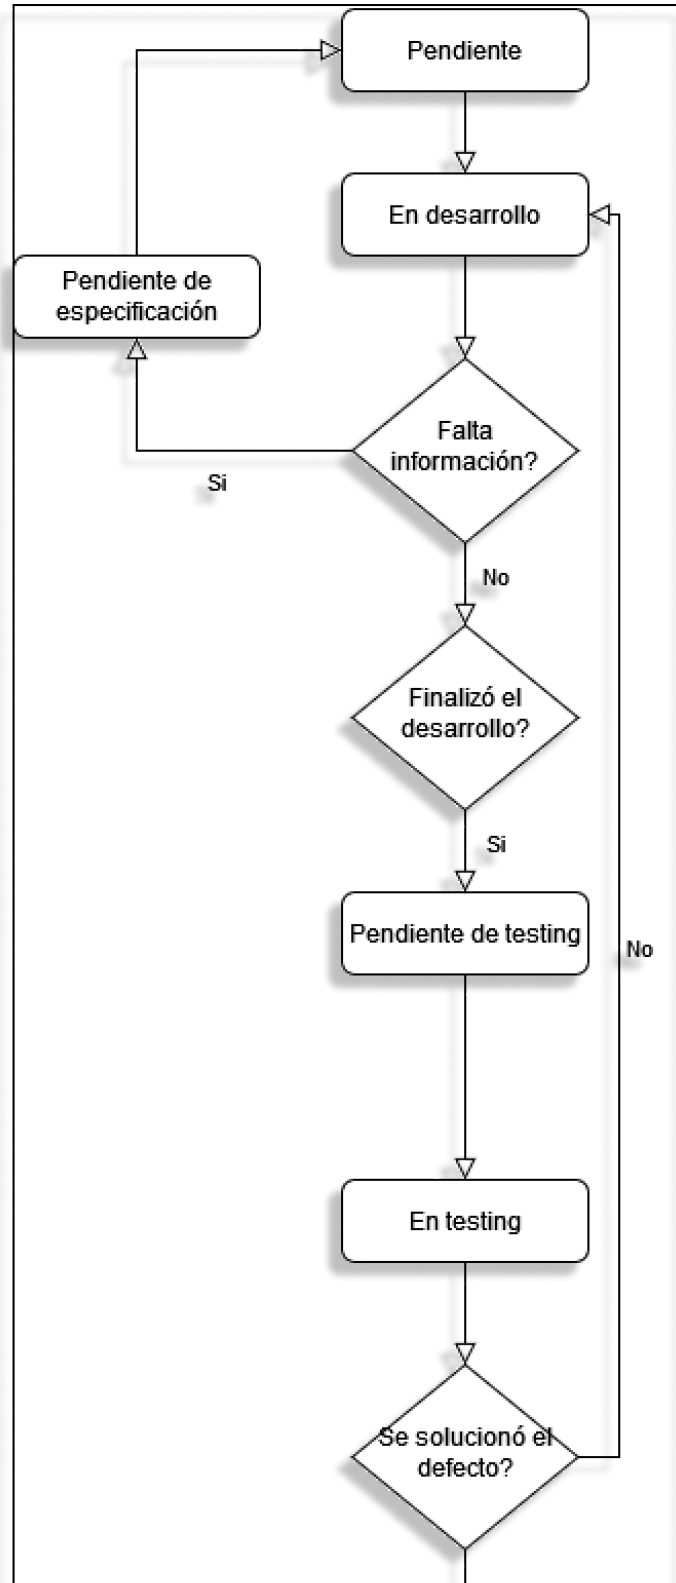 Pendiente
En desarrollo
Pendiente de
especificación
Falta
información?
Si
No
Finalizó el
desarrollo?
Si
Pendiente de testing
No
En testing
Se solucionó el
defecto?